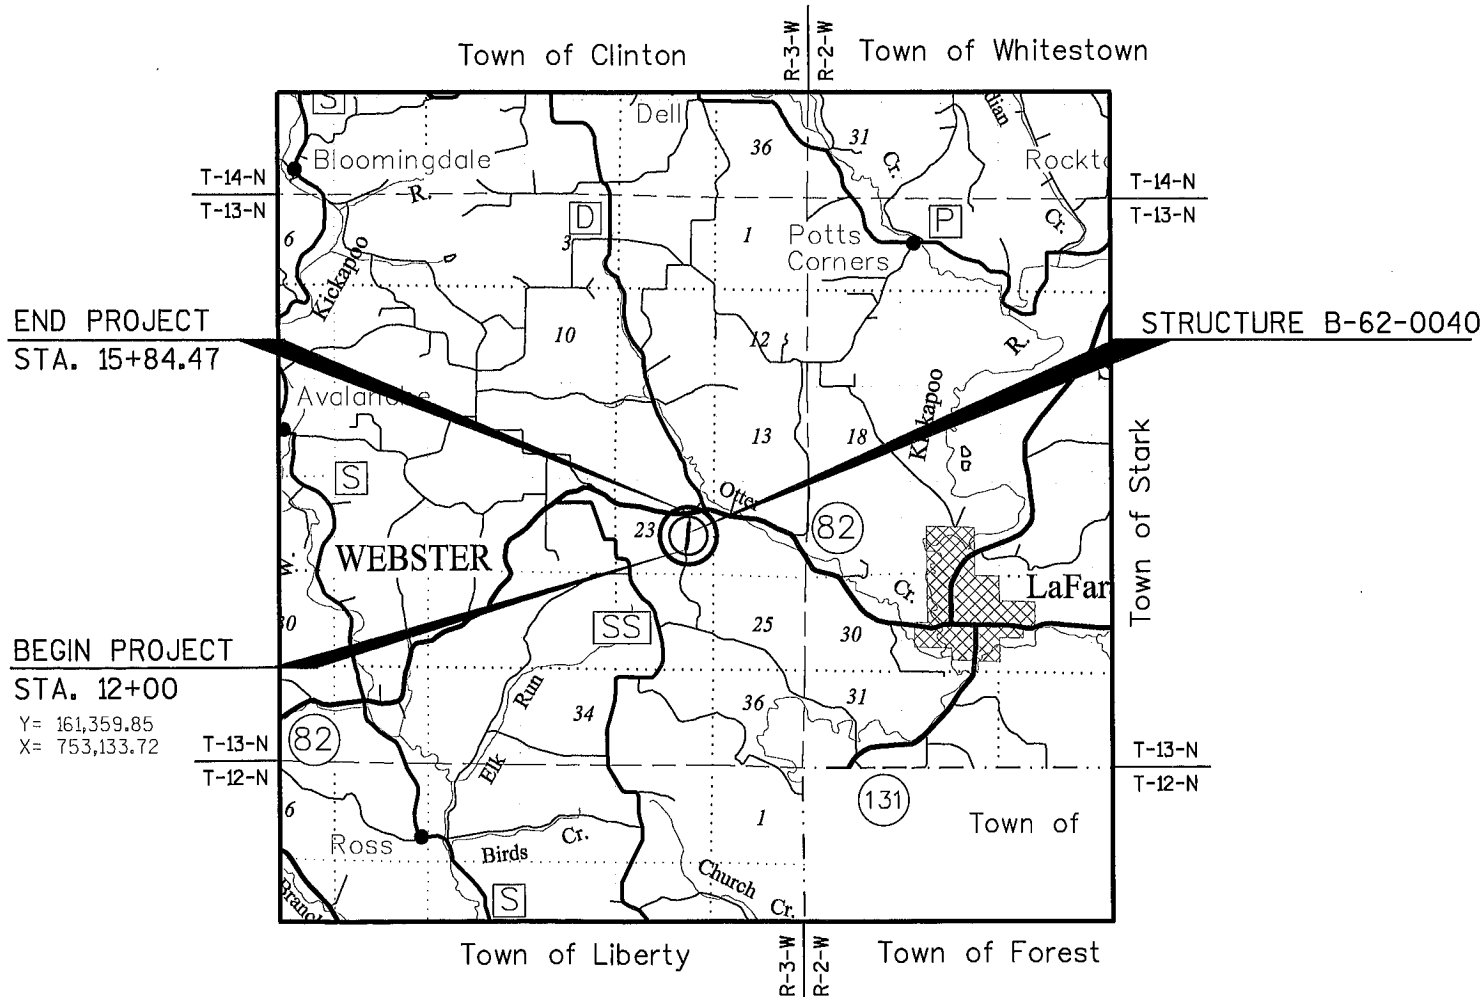 R-3-W
R-2-W
Town of Clinton
Town of Whitestown
S
Dell
36
31
Cr.
Rockto
Bloomingdale
T-14-N
T-13-N
R.
T-14-N
T-13-N
D
P
Cr.
6
3
1
Potts
Corners
Kickapoo
END PROJECT
STA. 15+84.47
10
12
R.
STRUCTURE B-62-0040
Avalanche
Kickapoo
13
18
S
Otter
23
82
Town of Stark
W.
WEBSTER
Cr.
LaFar
30
SS
25
30
BEGIN PROJECT
STA. 12+00
Y= 161,359.85
X= 753,133.72
Run
34
36
31
82
T-13-N
T-12-N
T-13-N
T-12-N
Elk
131
6
1
Town of
Ross
Birds
Cr.
Church
Cr.
Branch
S
Town of Liberty
R-3-W
R-2-W
Town of Forest